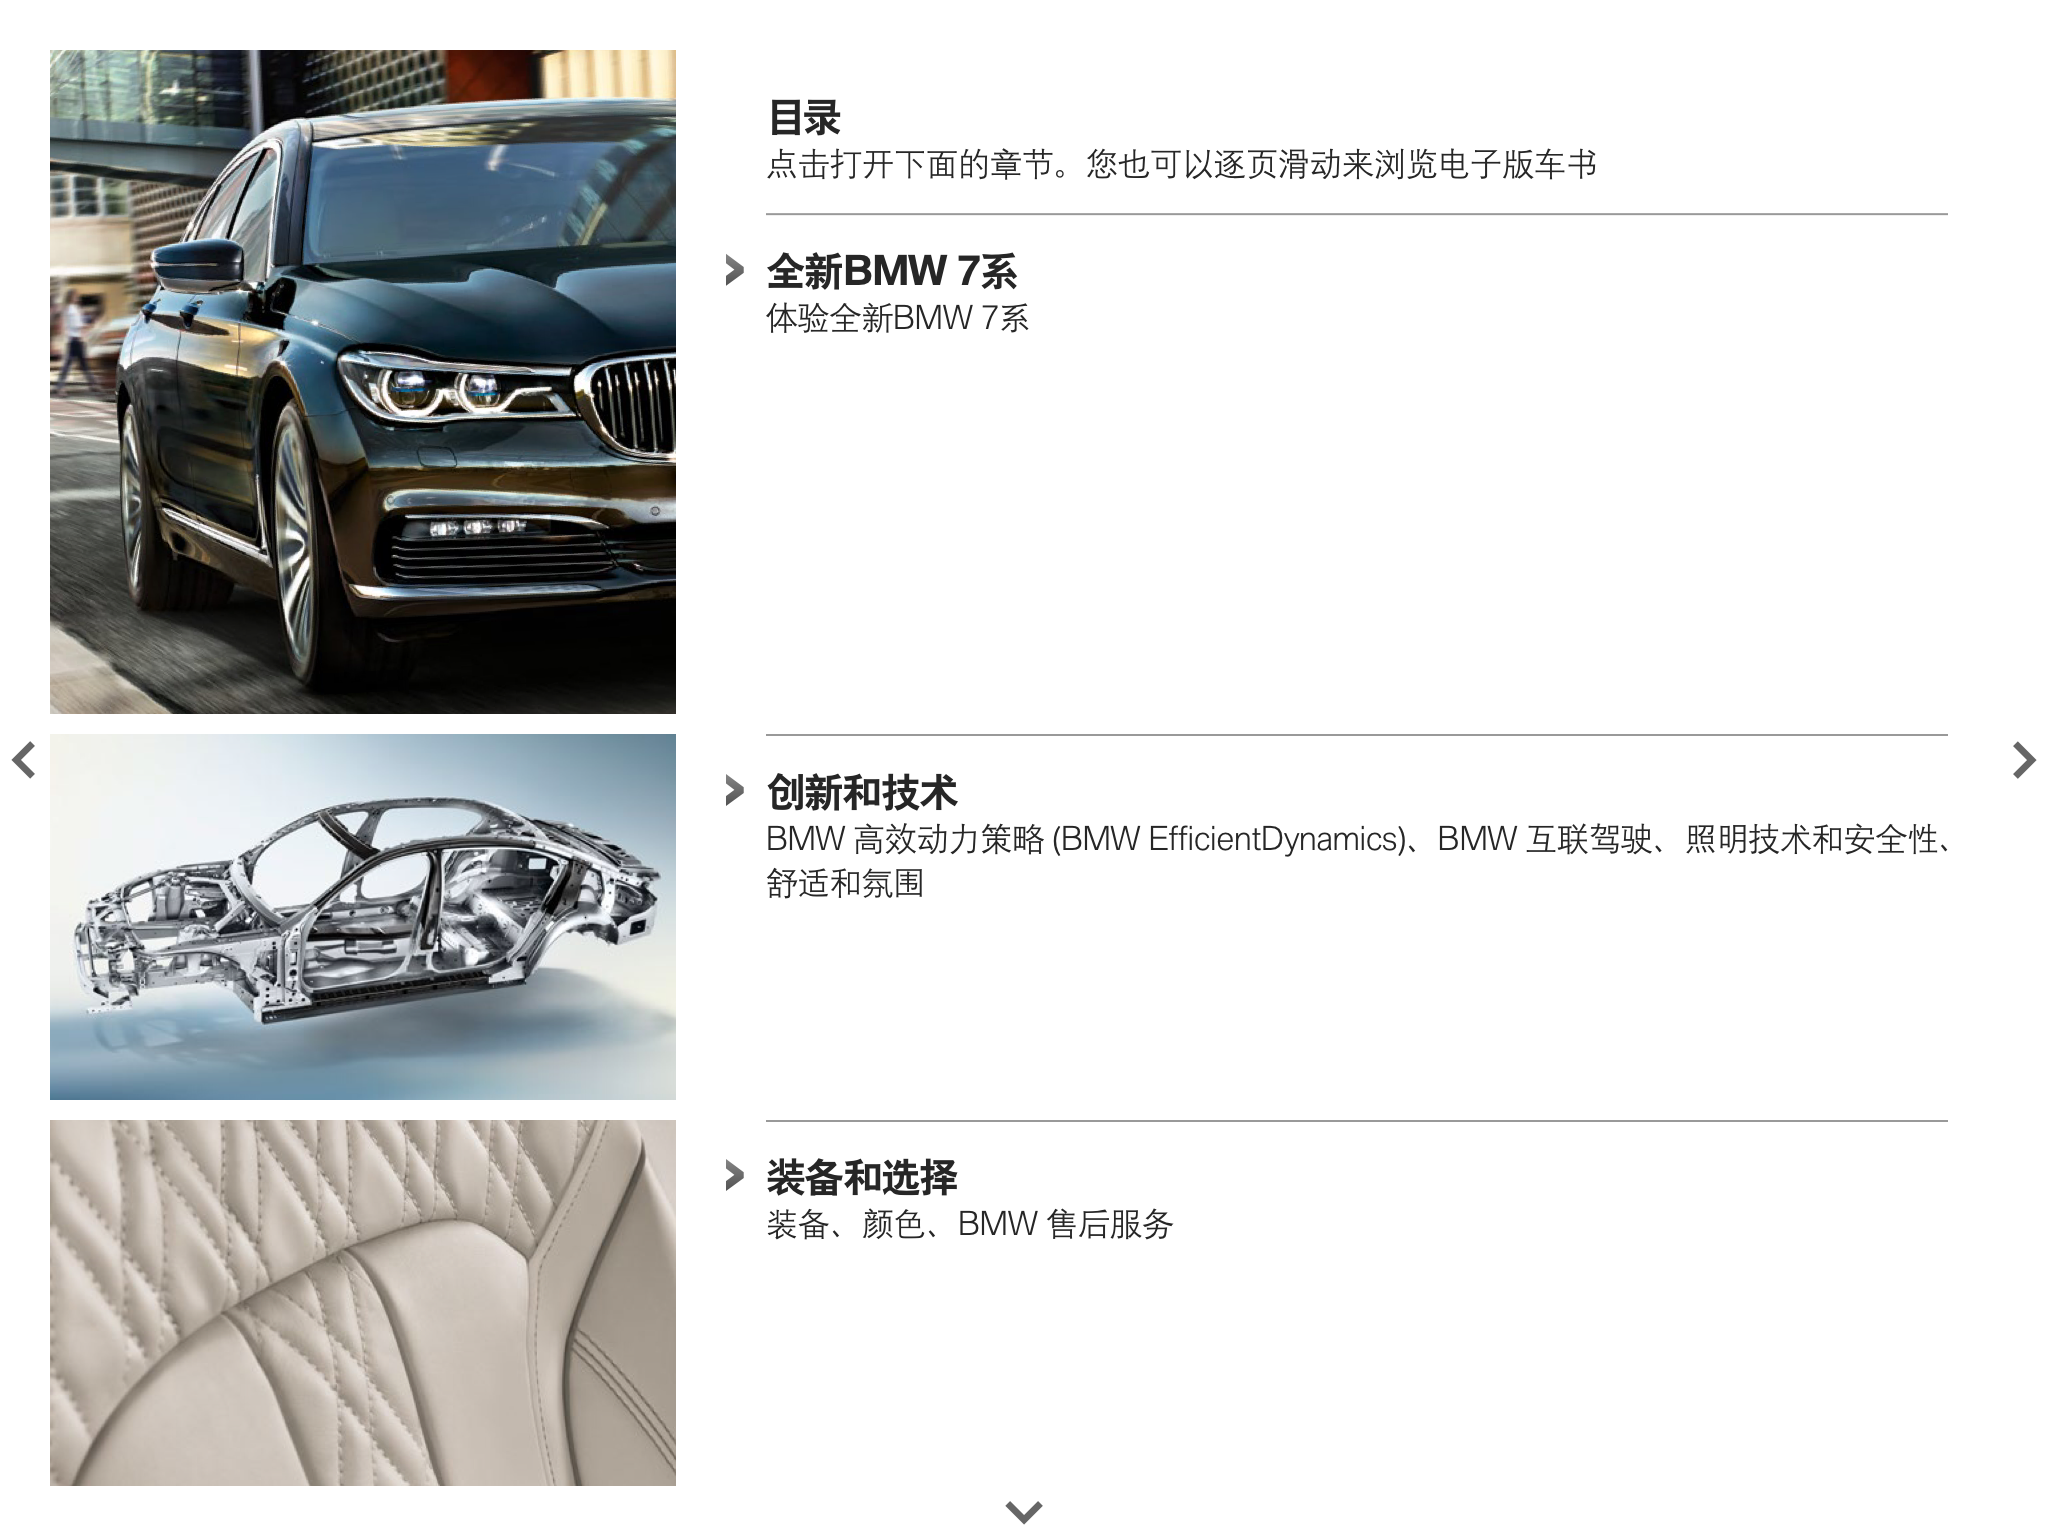 目录
点击打开下面的章节。您也可以逐页滑动来浏览电子版车书
全新BMW 7系
体验全新BMW 7系
创新和技术
BMW 高效动力策略 (BMW EfficientDynamics)、BMW 互联驾驶、照明技术和安全性、
舒适和氛围
装备和选择
装备、颜色、BMW 售后服务